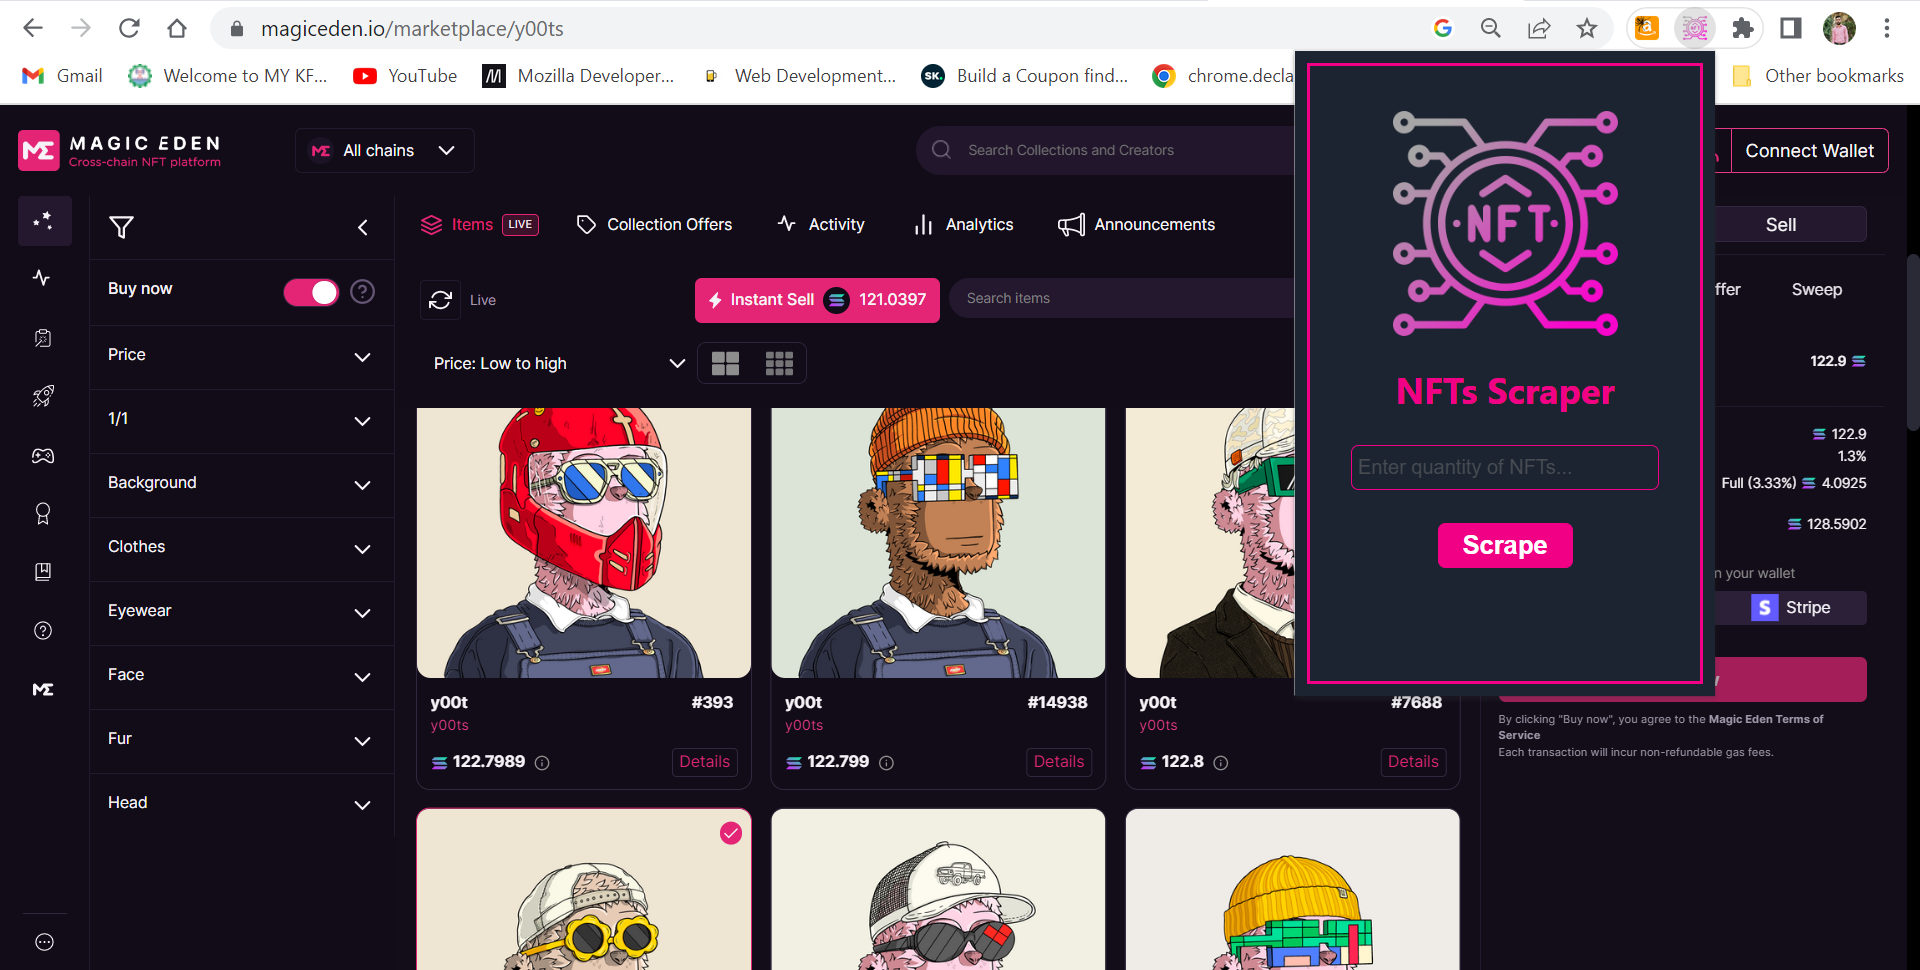 magiceden.io/marketplace/y00ts
Gmail
Welcome to MY KF...
YouTube
Mozilla Developer...
Web Development...
SK.
Build a Coupon find...
chrome.decla
Other bookmarks
MAGIC EDEN
Cross-chain NFT platform
All chains
Search Collections and Creators
Connect Wallet
Items
LIVE
Collection Offers
Activity
Analytics
Announcements
Sell
Buy now
Live
Instant Sell
121.0397
Search items
ffer
Sweep
Price
Price: Low to high
122.9
1/1
Background
Clothes
Eyewear
Face
Fur
Head
NFT
NFTs Scraper
Enter quantity of NFTs...
Scrape
122.9
1.3%
Full (3.33%)
4.0925
128.5902
n your wallet
S
Stripe
y00t
#393
y00ts
122.7989
Details
y00t
#14938
y00ts
122.799
Details
y00t
#7688
y00ts
122.8
Details
By clicking "Buy now", you agree to the Magic Eden Terms of
Service
Each transaction will incur non-refundable gas fees.